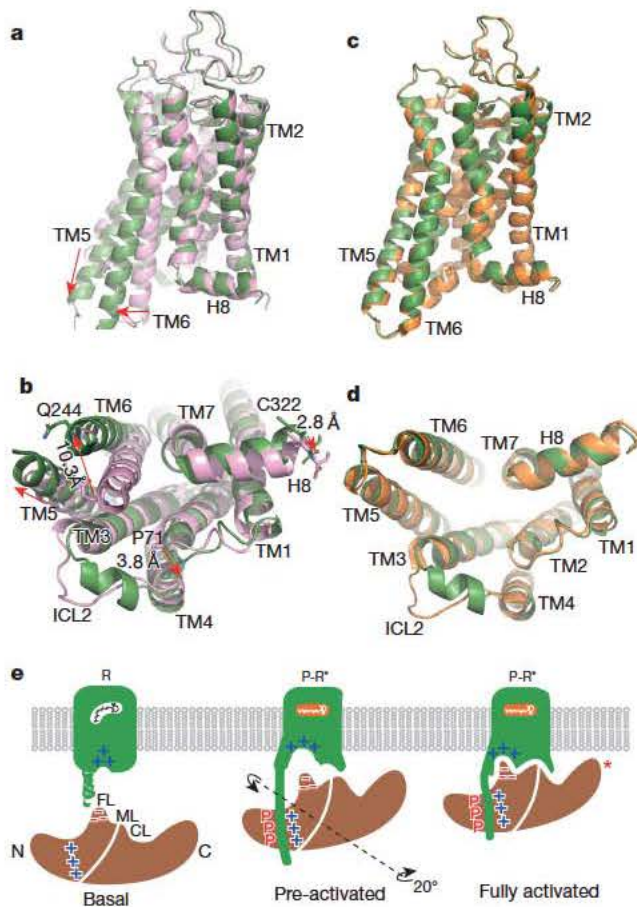 a
TM2
TM5
TM1
H8
TM6
c
TM2
TM5
TM1
H8
TM6
b
Q244
TM6
TM7
C322
2.8 Å
10.3Å
H8
TM5
TM3
P71
3.8 Å
TM1
ICL2
TM4
d
TM6
TM7
H8
TM5
TM3
TM2
TM1
TM4
ICL2
e
R
P-R*
P-R*
+ + +
+ + +
+ + +
FL
ML
CL
*
N
C
P P P
P P P
+ + +
+ + +
+ + +
20°
Basal
Pre-activated
Fully activated